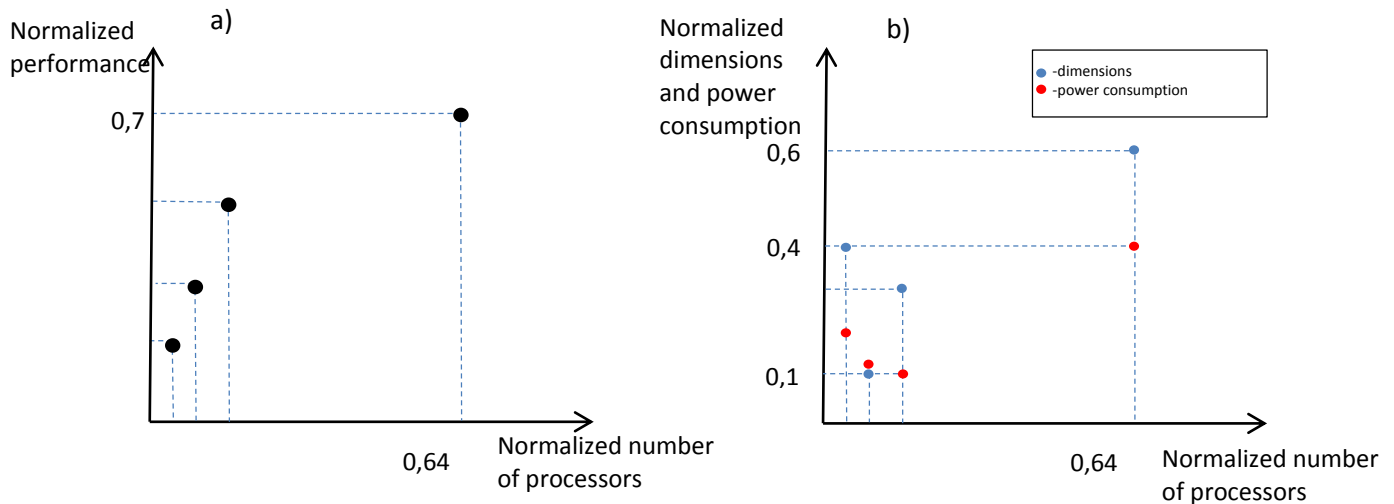 a)
Normalized
performance
0,7
0,64
Normalized number
of processors
b)
Normalized
dimensions
and power
consumption
-dimensions
-power consumption
0,6
0,4
0,1
0,64
Normalized number
of processors